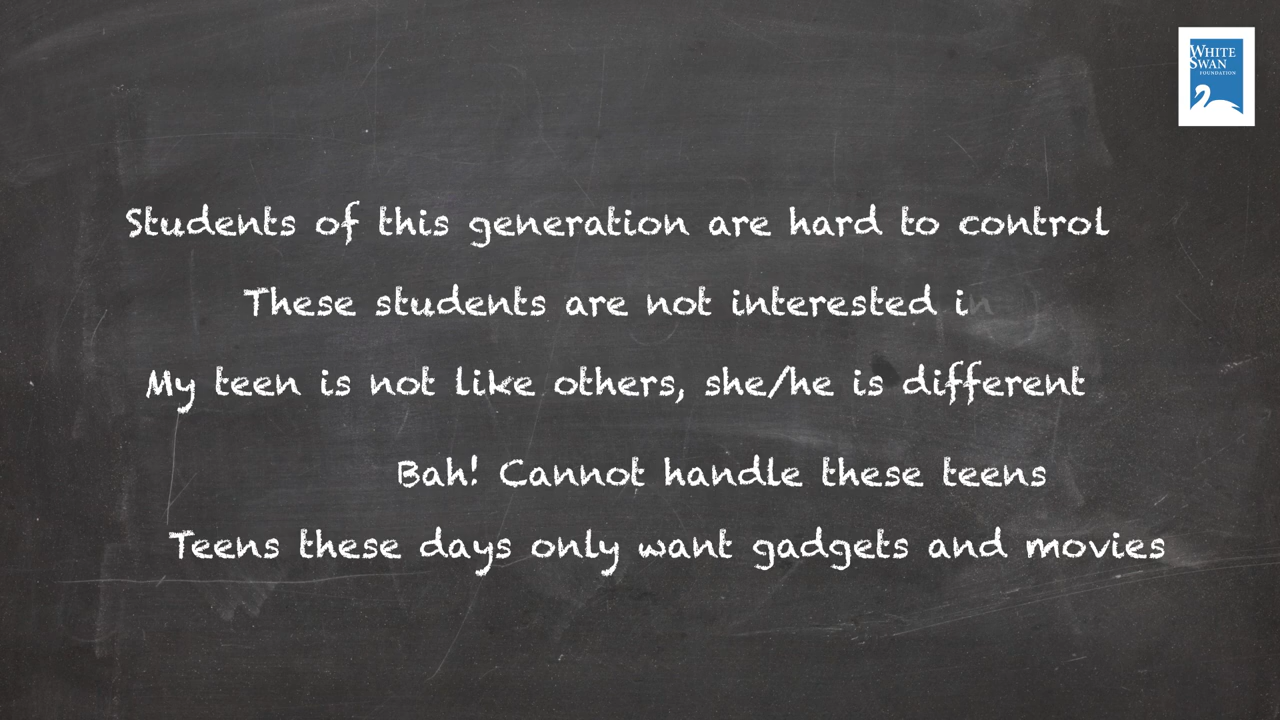 WHITE
SWAN
FOUNDATION
Students of this generation are hard to control
These students are not interested in
My teen is not like others, she/he is different
Bah! Cannot handle these teens
Teens these days only want gadgets and movies